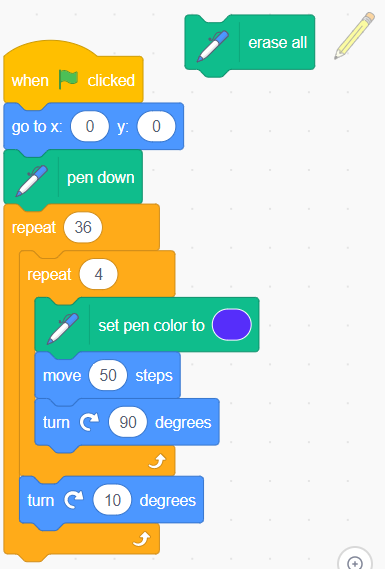 erase all
when clicked
go to x: 0 y: 0
pen down
repeat 36
repeat 4
set pen color to
move 50 steps
turn 90 degrees
turn 10 degrees